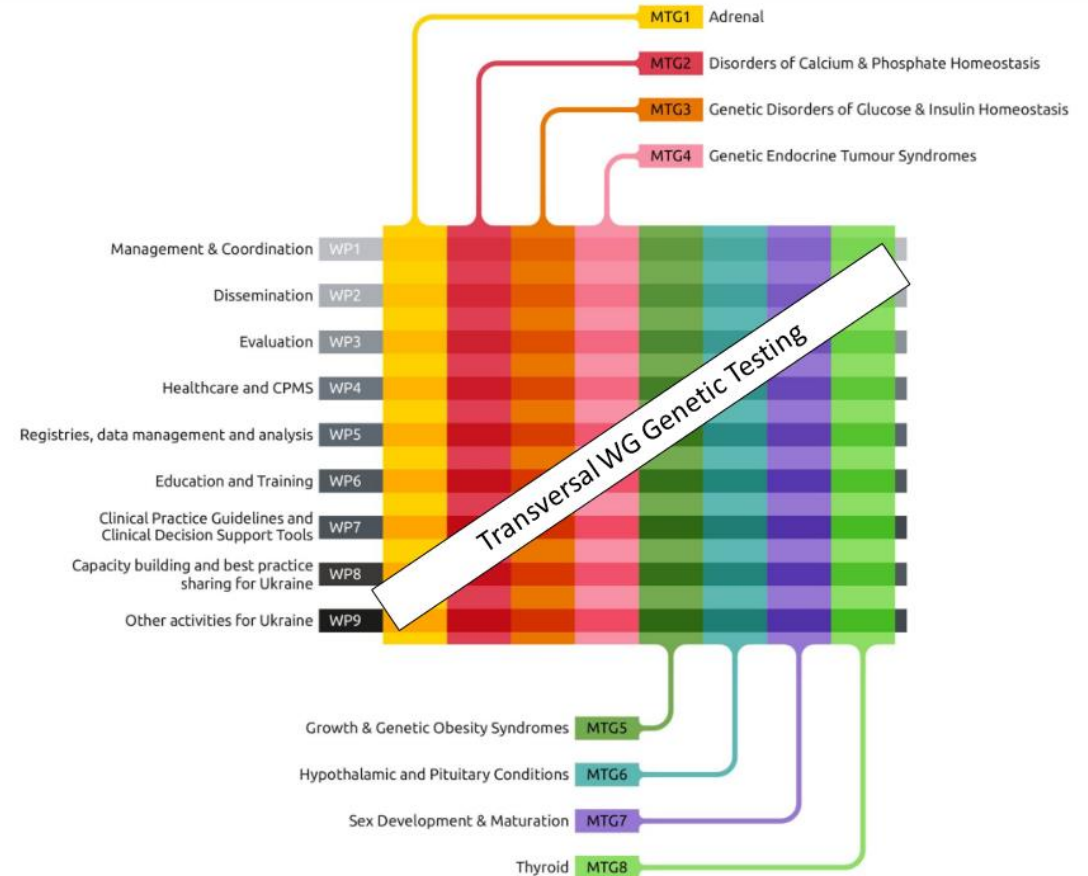 MTG1 Adrenal
MTG2 Disorders of Calcium & Phosphate Homeostasis
MTG3 Genetic Disorders of Glucose & Insulin Homeostasis
MTG4 Genetic Endocrine Tumour Syndromes
Management & Coordination WP1
Dissemination WP2
Evaluation WP3
Healthcare and CPMS WP4
Registries, data management and analysis WP5
Education and Training WP6
Clinical Practice Guidelines and
Clinical Decision Support Tools WP7
Capacity building and best practice
sharing for Ukraine WP8
Other activities for Ukraine WP9
Transversal WG Genetic Testing
Growth & Genetic Obesity Syndromes MTG5
Hypothalamic and Pituitary Conditions MTG6
Sex Development & Maturation MTG7
Thyroid MTG8